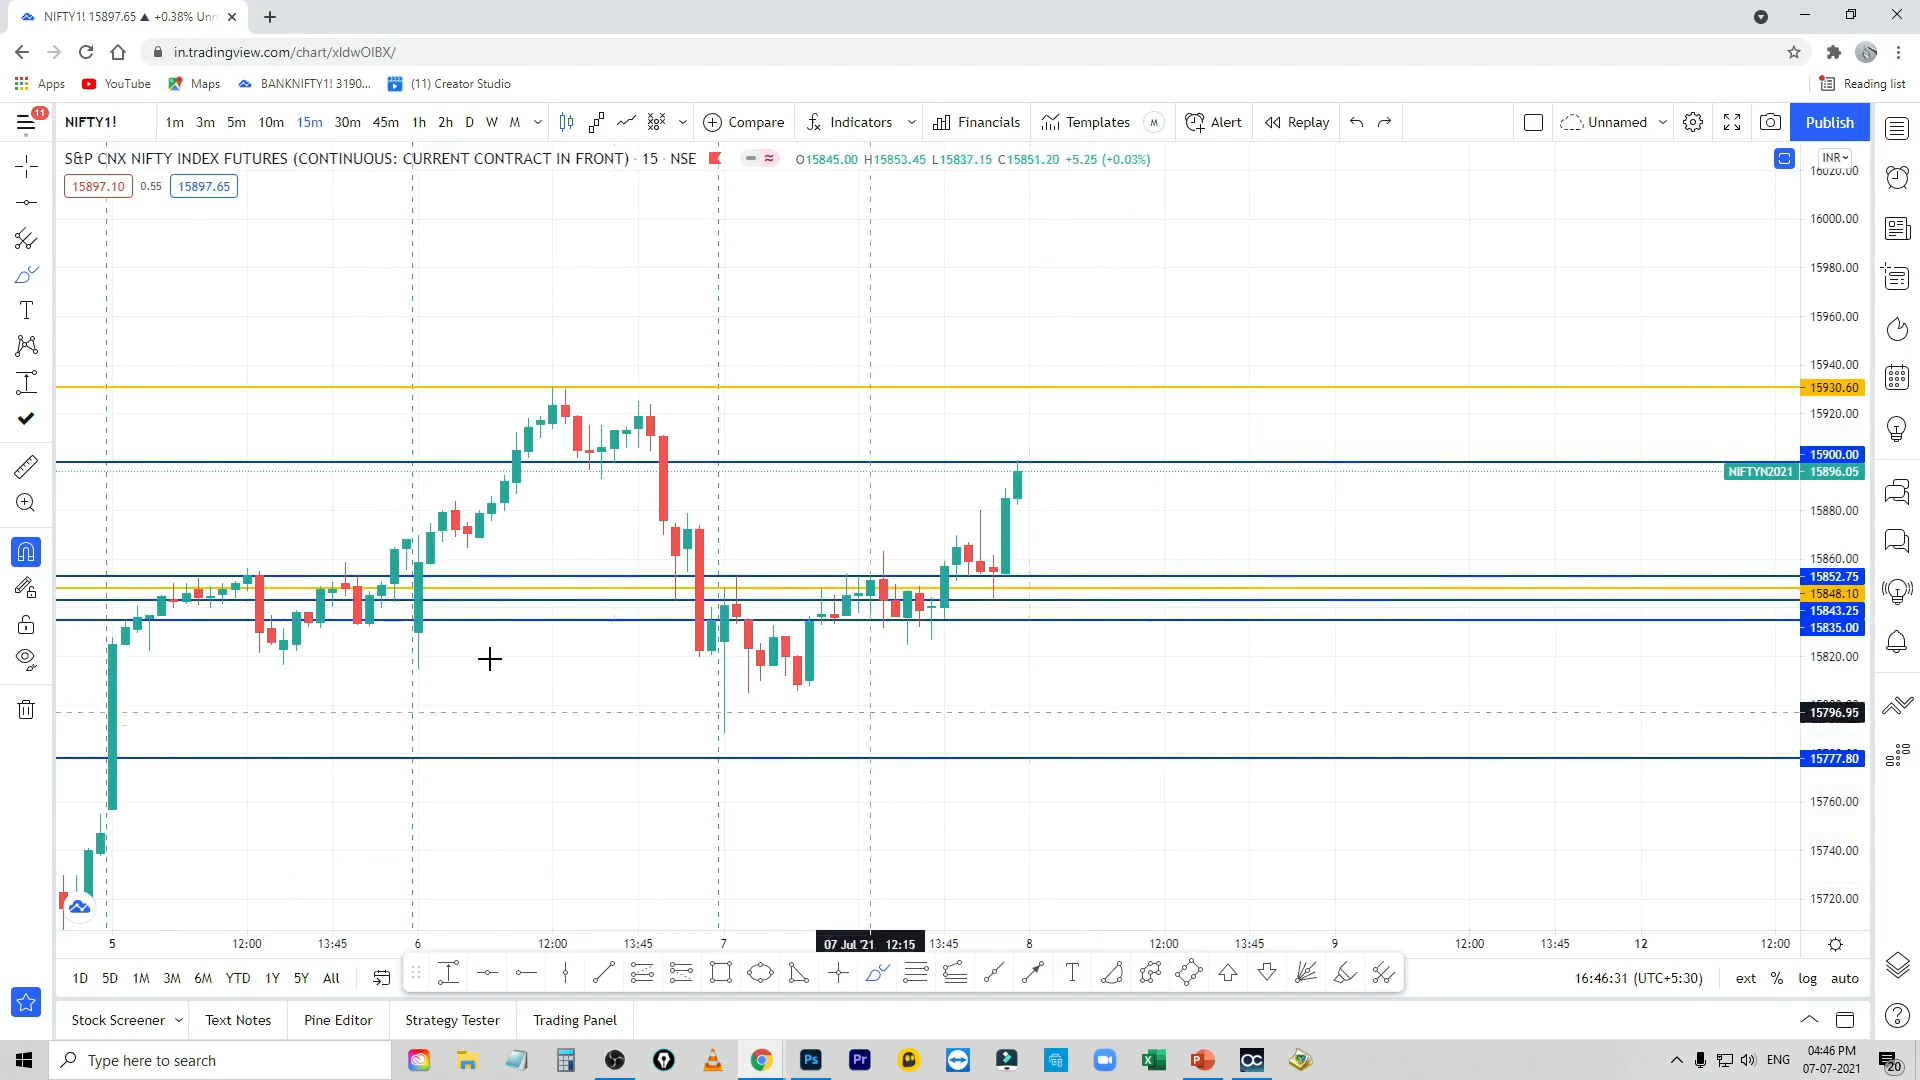 NIFTY1! 15897.65 ▲ +0.38% Unn
in.tradingview.com/chart/xIdwOIBX/
Apps YouTube Maps BANKNIFTY1! 3190... (11) Creator Studio Reading list
11 NIFTY1! 1m 3m 5m 10m 15m 30m 45m 1h 2h D W M Compare Indicators Financials Templates M Alert Replay Unnamed Publish
S&P CNX NIFTY INDEX FUTURES (CONTINUOUS: CURRENT CONTRACT IN FRONT) · 15 · NSE O15845.00 H15853.45 L15837.15 C15851.20 +5.25 (+0.03%) INR
15897.10 0.55 15897.65
16020.00
16000.00
15980.00
15960.00
15940.00
15930.60
15920.00
15900.00
NIFTYN2021 15896.05
15880.00
15860.00
15852.75
15848.10
15843.25
15835.00
15820.00
15796.95
15777.80
15760.00
15740.00
15720.00
5 12:00 13:45 6 12:00 13:45 7 07 Jul '21 12:15 13:45 8 12:00 13:45 9 12:00 13:45 12 12:00
1D 5D 1M 3M 6M YTD 1Y 5Y All T 16:46:31 (UTC+5:30) ext % log auto
Stock Screener Text Notes Pine Editor Strategy Tester Trading Panel
Type here to search Ps Pr ENG 04:46 PM
07-07-2021 20